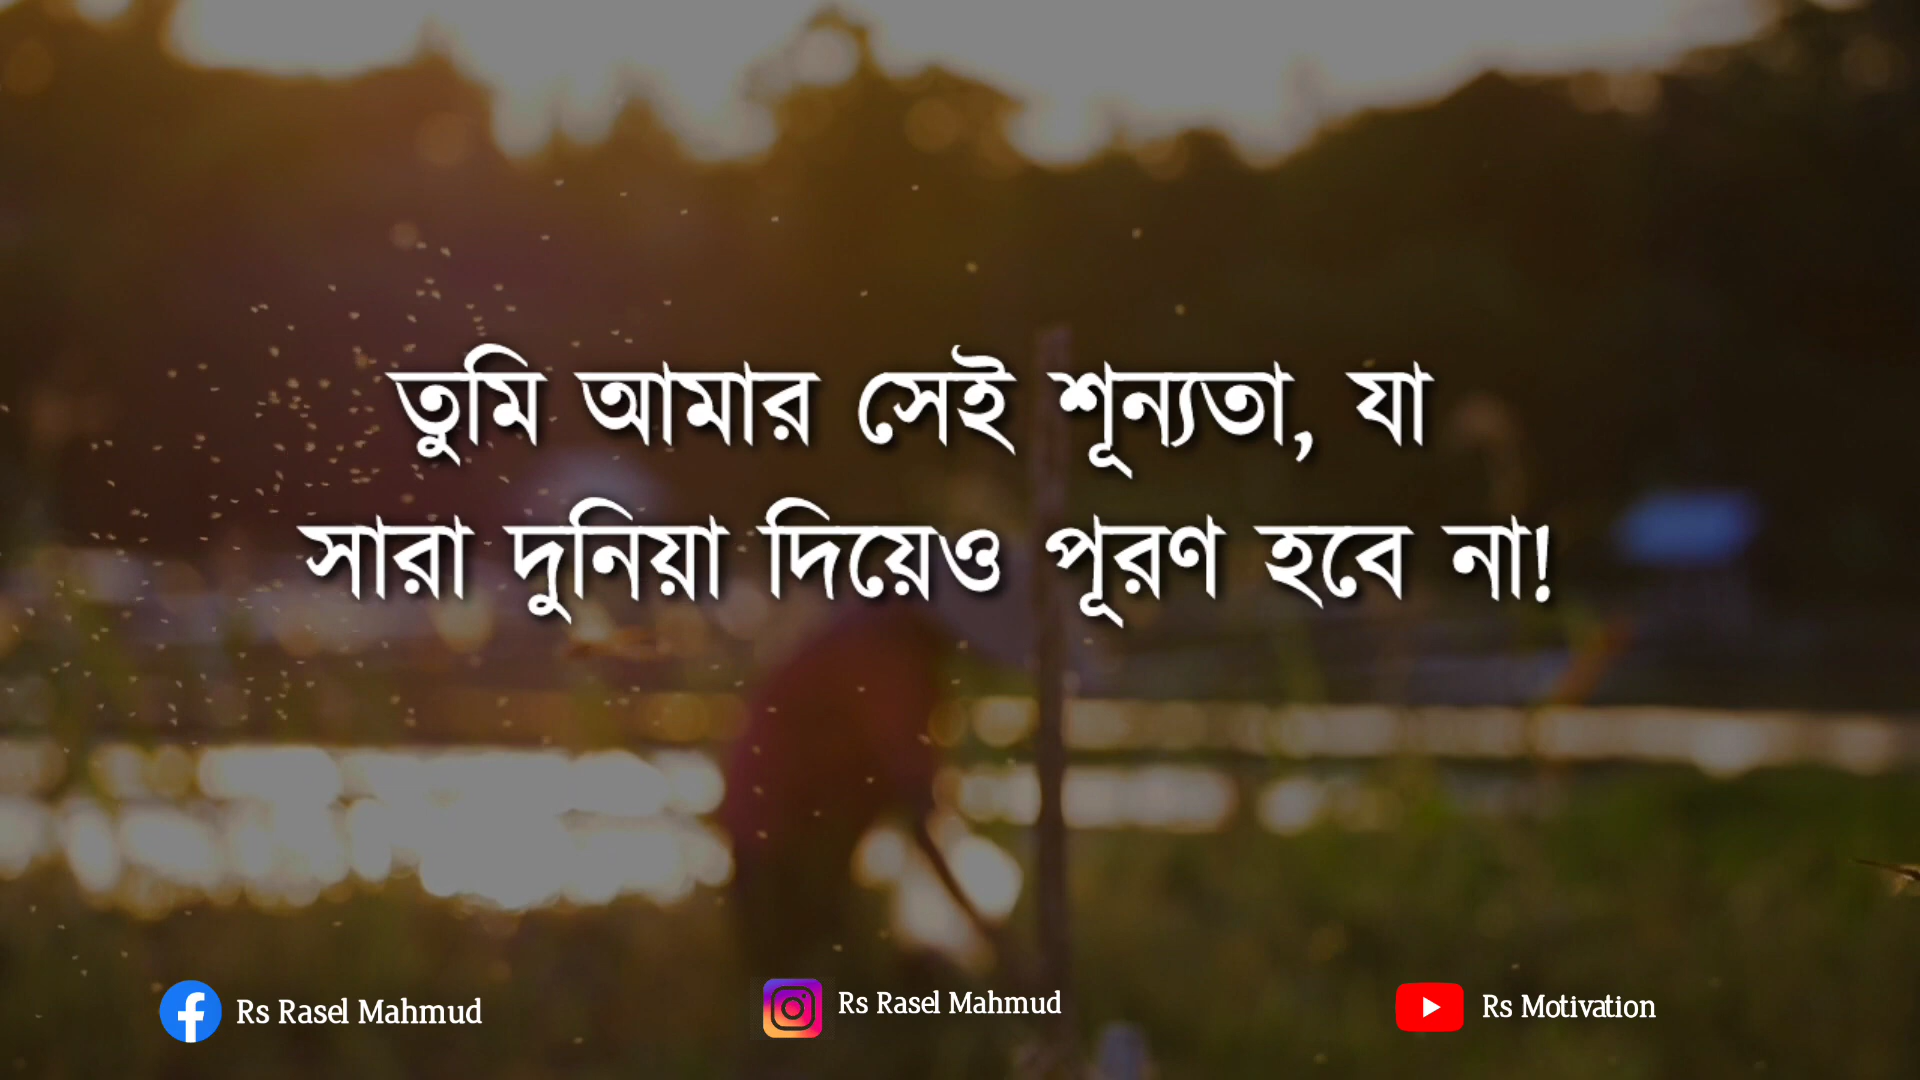 তুমি আমার সেই শূন্যতা, যা
সারা দুনিয়া দিয়েও পূরণ হবে না!
Rs Rasel Mahmud
Rs Rasel Mahmud
Rs Motivation